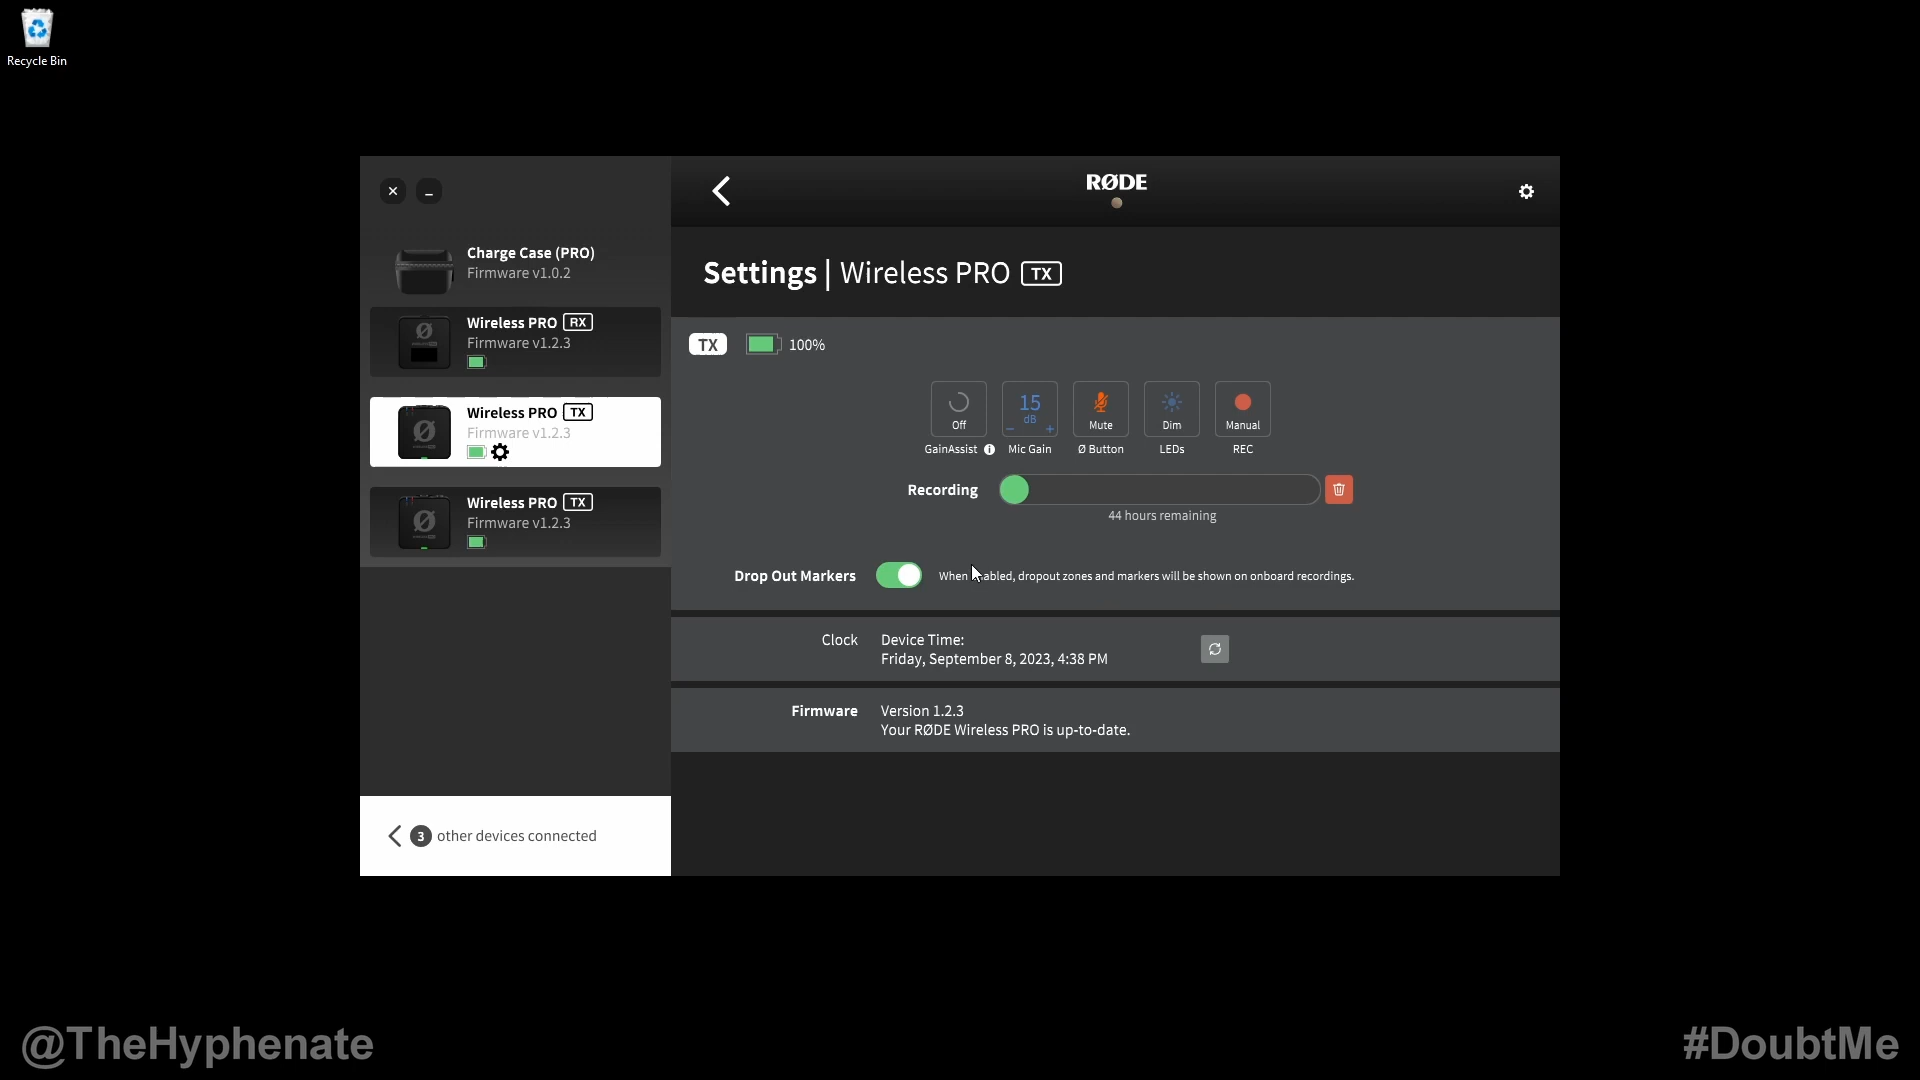 Recycle Bin
RØDE
Charge Case (PRO)
Firmware v1.0.2
Wireless PRO RX
Firmware v1.2.3
Wireless PRO TX
Firmware v1.2.3
Wireless PRO TX
Firmware v1.2.3
3 other devices connected
Settings | Wireless PRO TX
TX 100%
Off
15 dB
- +
Mute
Dim
Manual
GainAssist i Mic Gain Ø Button LEDs REC
Recording
44 hours remaining
Drop Out Markers When enabled, dropout zones and markers will be shown on onboard recordings.
Clock Device Time:
Friday, September 8, 2023, 4:38 PM
Firmware Version 1.2.3
Your RØDE Wireless PRO is up-to-date.
@TheHyphenate
#DoubtMe